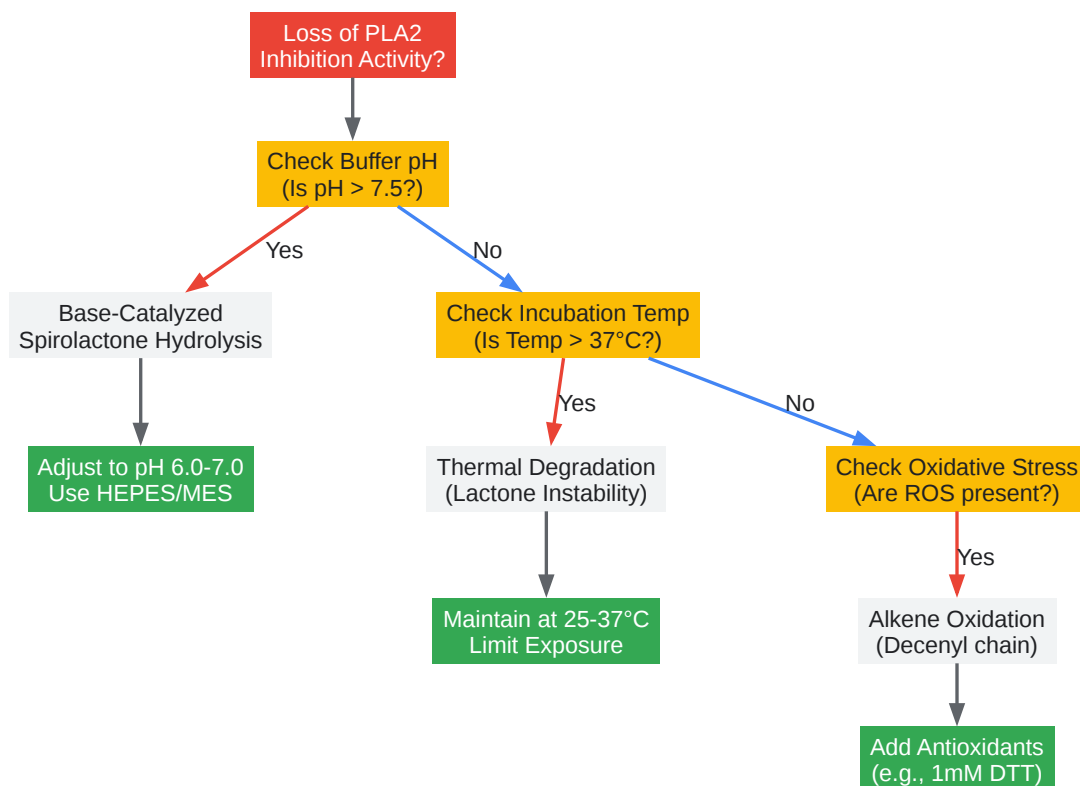 Loss of PLA2
Inhibition Activity?
Check Buffer pH
(Is pH > 7.5?)
Yes
No
Base-Catalyzed
Spirolactone Hydrolysis
Check Incubation Temp
(Is Temp > 37°C?)
Yes
No
Adjust to pH 6.0-7.0
Use HEPES/MES
Thermal Degradation
(Lactone Instability)
Check Oxidative Stress
(Are ROS present?)
Yes
Maintain at 25-37°C
Limit Exposure
Alkene Oxidation
(Decenyl chain)
Add Antioxidants
(e.g., 1mM DTT)